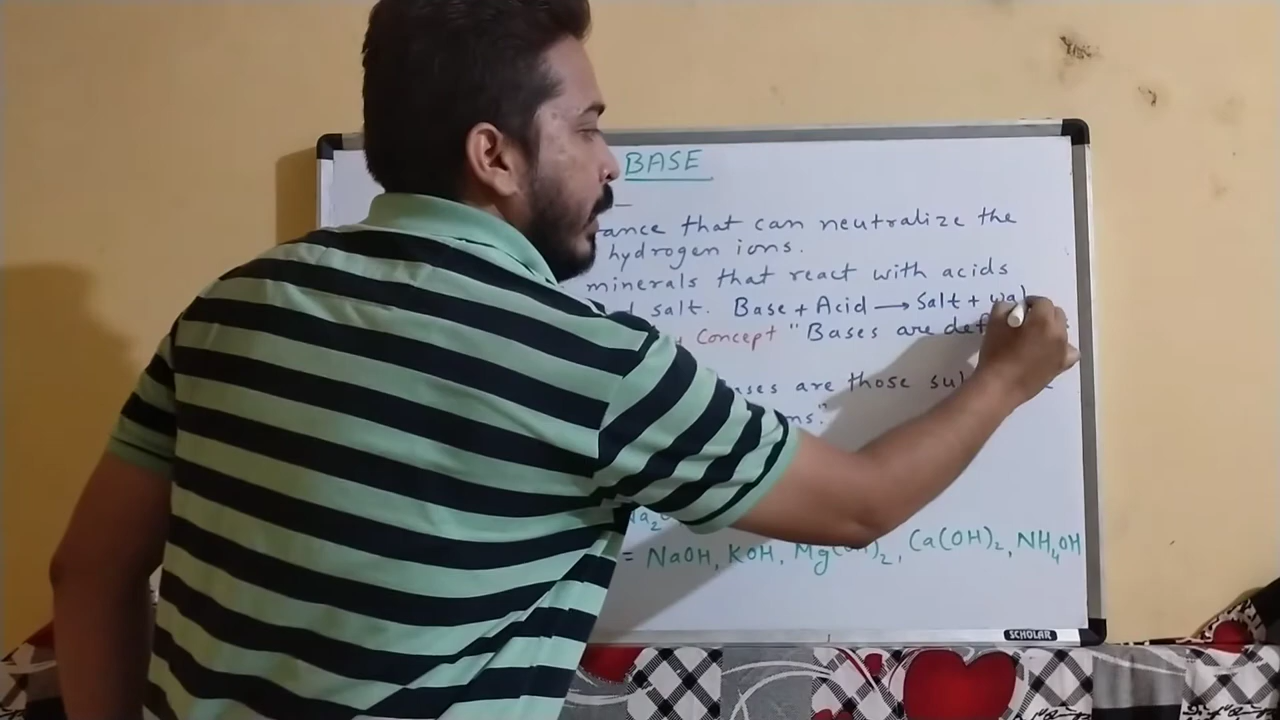 BASE
ance that can neutralize the
hydrogen ions.
minerals that react with acids
salt. Base + Acid → Salt + wa
Concept "Bases are def
ases are those su
ns."
Na₂
= NaOH, KOH, Mg(OH)₂, Ca(OH)₂, NH₄OH
SCHOLAR